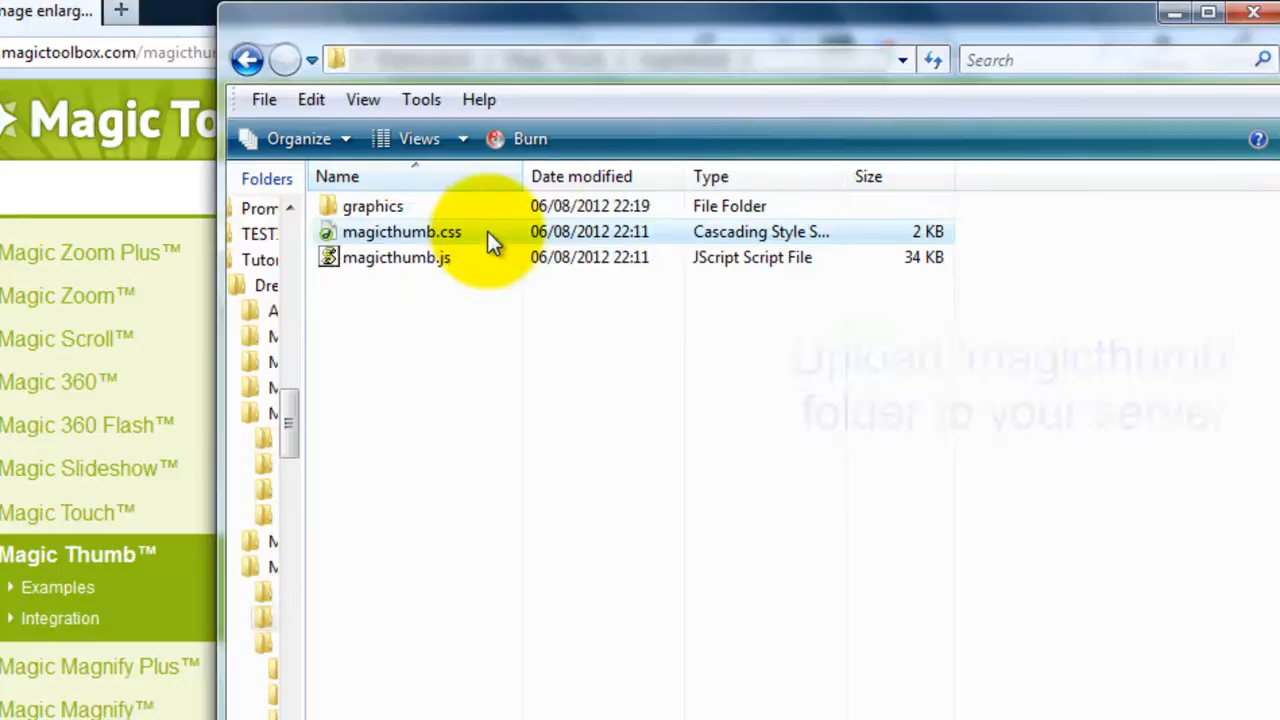 mage enlarg...
magictoolbox.com/magicthu
Magic To
Magic Zoom Plus™
Magic Zoom™
Magic Scroll™
Magic 360™
Magic 360 Flash™
Magic Slideshow™
Magic Touch™
Magic Thumb™
Examples
Integration
Magic Magnify Plus™
Magic Magnify™
Search
File Edit View Tools Help
Organize Views Burn
Folders
Prom
TEST.
Tutor
Dre
A
M
M
M
M
M
M
Name Date modified Type Size
graphics 06/08/2012 22:19 File Folder
magicthumb.css 06/08/2012 22:11 Cascading Style S... 2 KB
magicthumb.js 06/08/2012 22:11 JScript Script File 34 KB
Upload 'magicthumb'
folder to your server